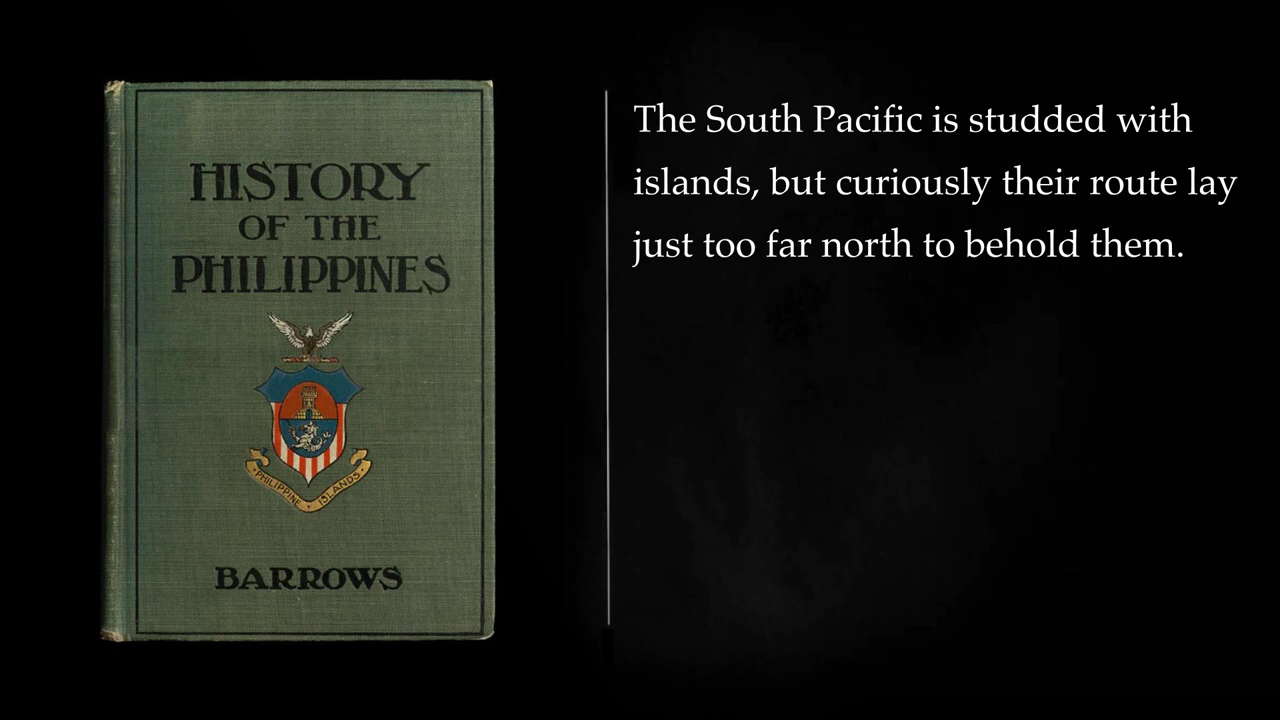 HISTORY
OF THE
PHILIPPINES
PHILIPPINE ISLANDS
BARROWS
The South Pacific is studded with
islands, but curiously their route lay
just too far north to behold them.